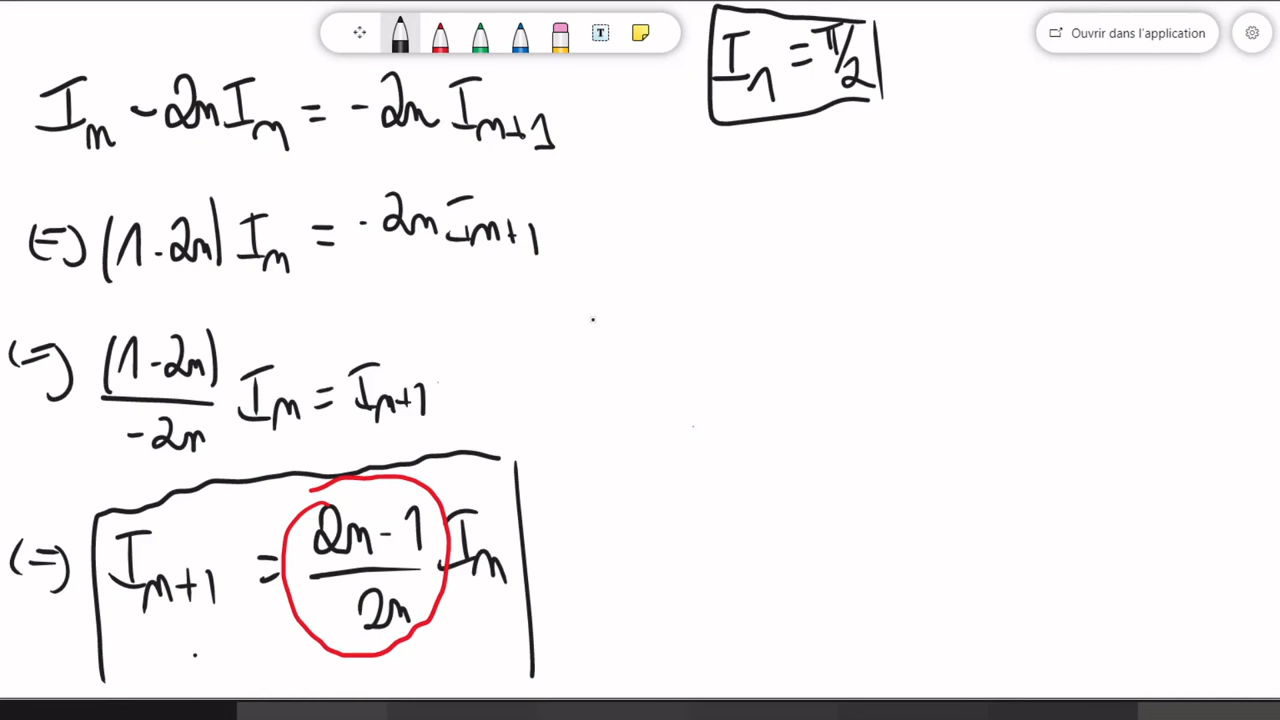 Ouvrir dans l'application
T
I_1 = π/2
I_n - 2n I_n = -2n I_{n+1}
(=) (1 - 2n) I_n = -2n I_{n+1}
(=) (1 - 2n) / -2n I_n = I_{n+1}
(=) I_{n+1} = (2n - 1) / 2n I_n